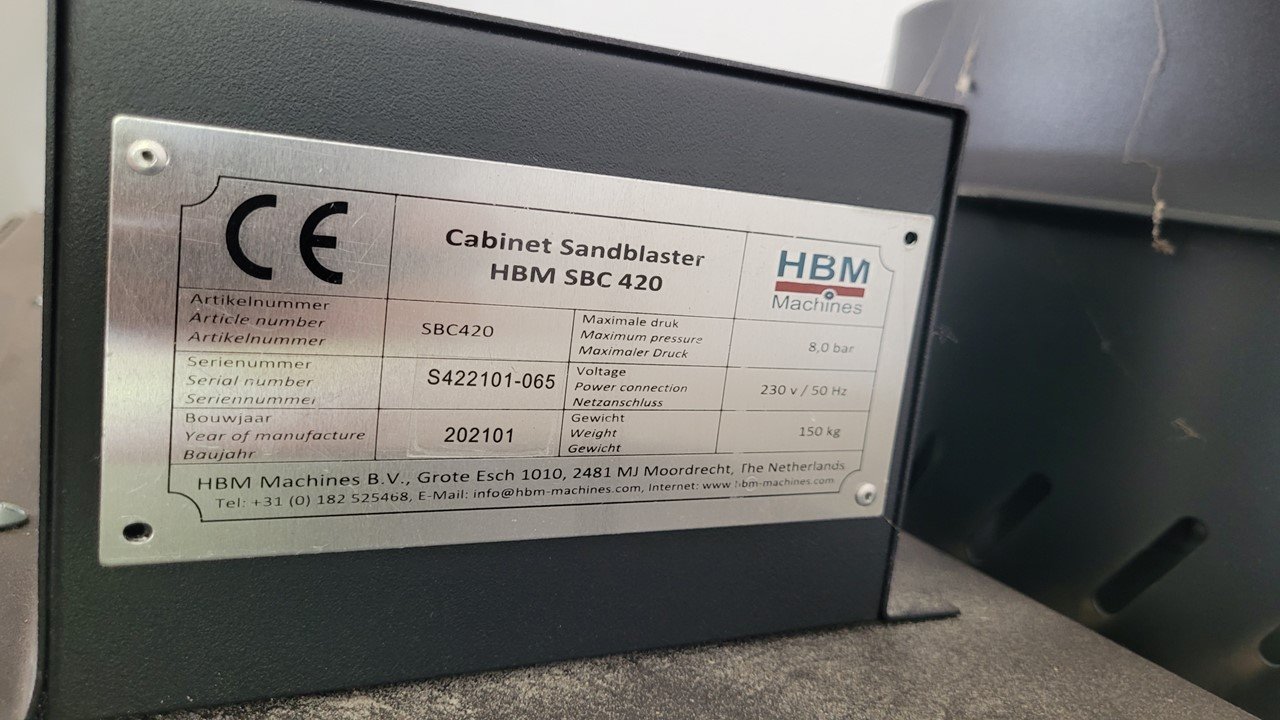 CE
Cabinet Sandblaster
HBM SBC 420
HBM
Machines
Artikelnummer
Article number
Artikelnummer
SBC420
Maximale druk
Maximum pressure
Maximaler Druck
8,0 bar
Serienummer
Serial number
Seriennummer
S422101-065
Voltage
Power connection
Netzanschluss
230 v / 50 Hz
Bouwjaar
Year of manufacture
Baujahr
202101
Gewicht
Weight
Gewicht
150 kg
HBM Machines B.V., Grote Esch 1010, 2481 MJ Moordrecht, The Netherlands
Tel: +31 (0) 182 525468, E-Mail: info@hbm-machines.com, Internet: www.hbm-machines.com